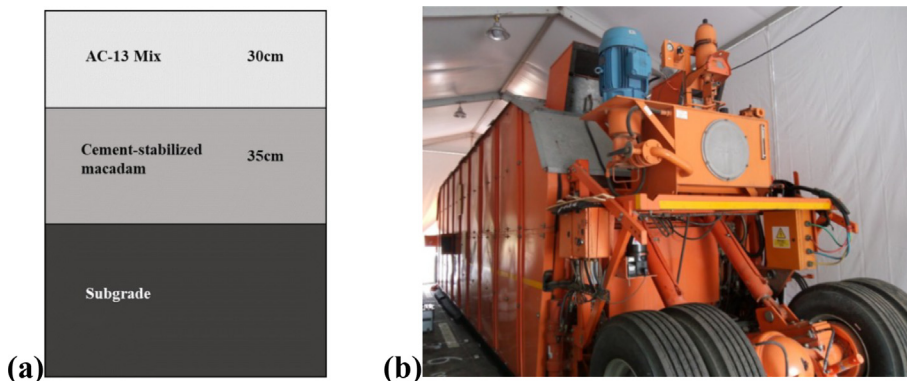 AC-13 Mix 30cm
Cement-stabilized 35cm
macadam
Subgrade
(a) (b)